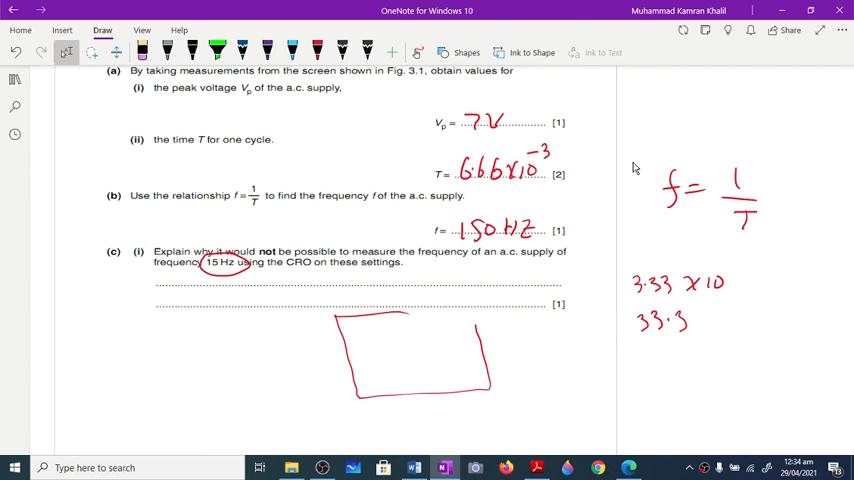 OneNote for Windows 10
Muhammad Kamran Khalil
Home Insert Draw History View Help
Share
Shapes Ink to Shape Ink to Text
(a) By taking measurements from the screen shown in Fig. 3.1, obtain values for
(i) the peak voltage Vp of the a.c. supply,
Vp = 7V [1]
(ii) the time T for one cycle.
T = 6.66x10⁻³ [2]
(b) Use the relationship f = 1/T to find the frequency f of the a.c. supply.
f = 150 HZ [1]
(c) (i) Explain why it would not be possible to measure the frequency of an a.c. supply of
frequency 15 Hz using the CRO on these settings.
[1]
f = 1/T
3.33 x 10
33.3
Type here to search
12:34 am
29/04/2021